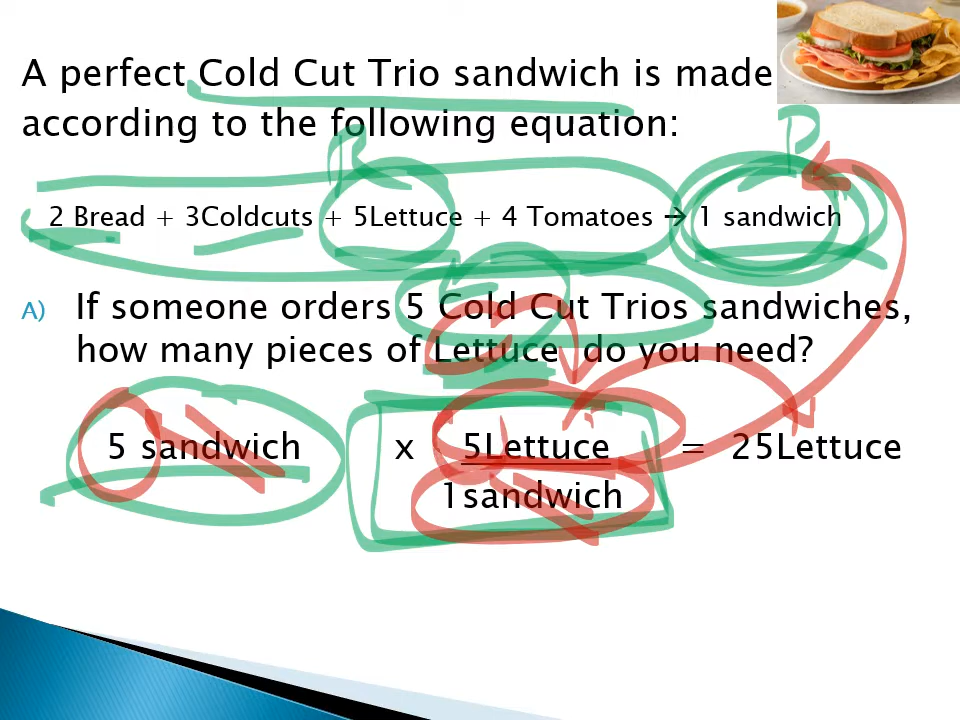 A perfect Cold Cut Trio sandwich is made
according to the following equation:
R P
2 Bread + 3Coldcuts + 5Lettuce + 4 Tomatoes → 1 sandwich
A) If someone orders 5 Cold Cut Trios sandwiches,
how many pieces of Lettuce do you need?
5 sandwich x 5Lettuce = 25Lettuce
1sandwich